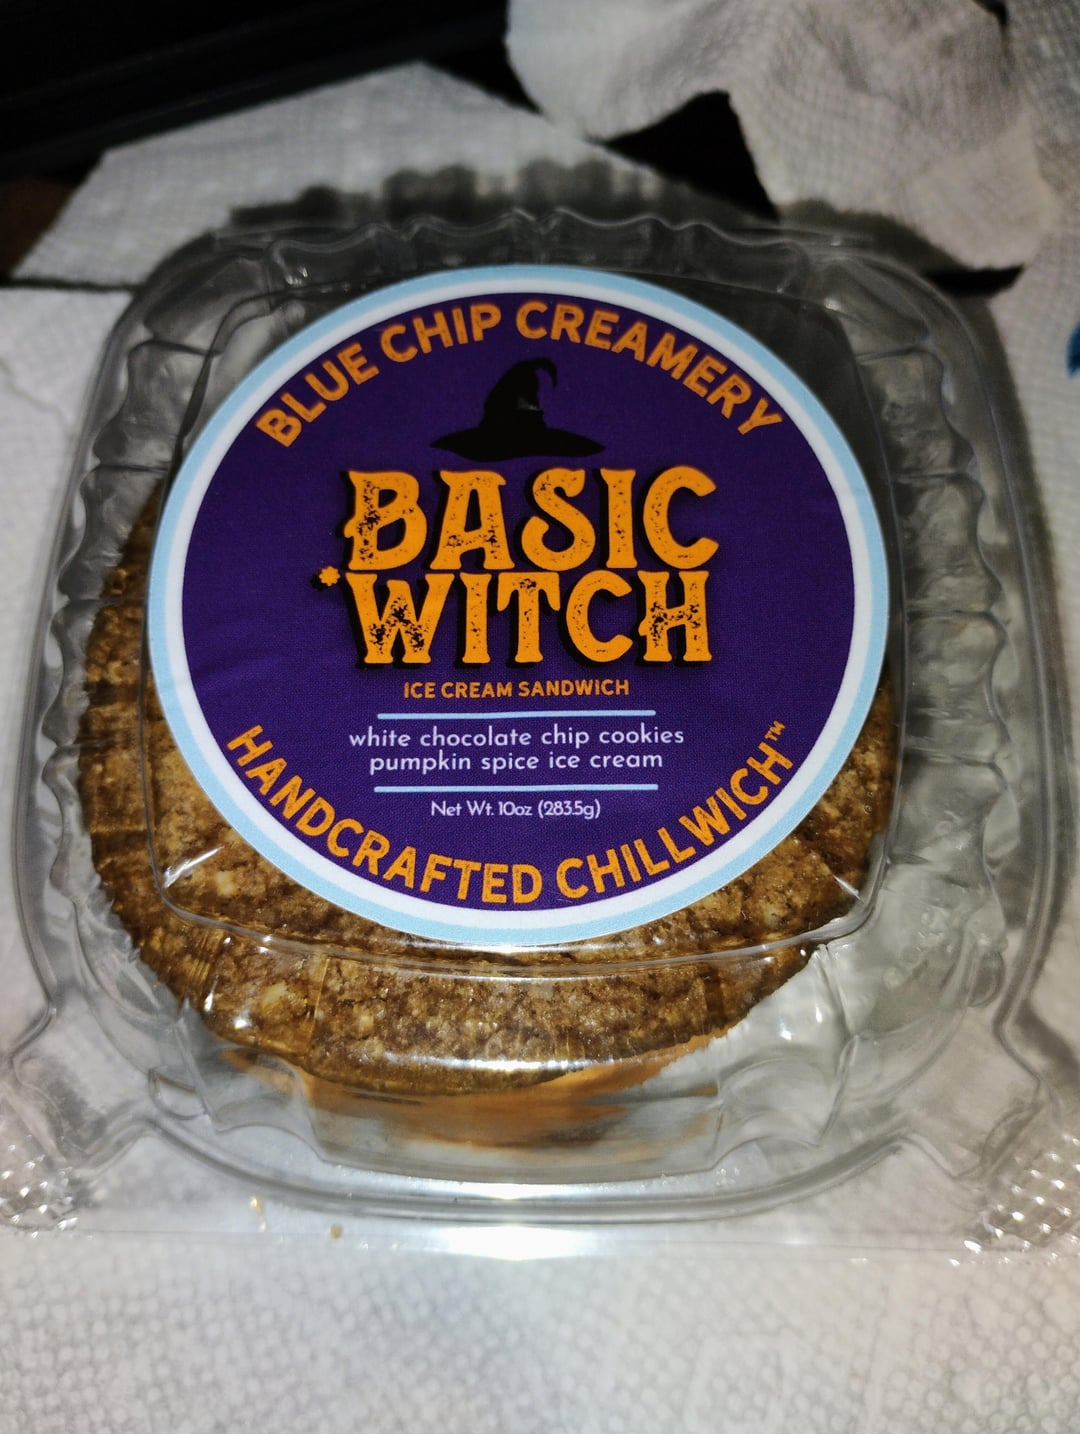 BLUE CHIP CREAMERY
BASIC
WITCH
ICE CREAM SANDWICH
white chocolate chip cookies
pumpkin spice ice cream
Net Wt. 10oz (283.5g)
HANDCRAFTED CHILLWICH™